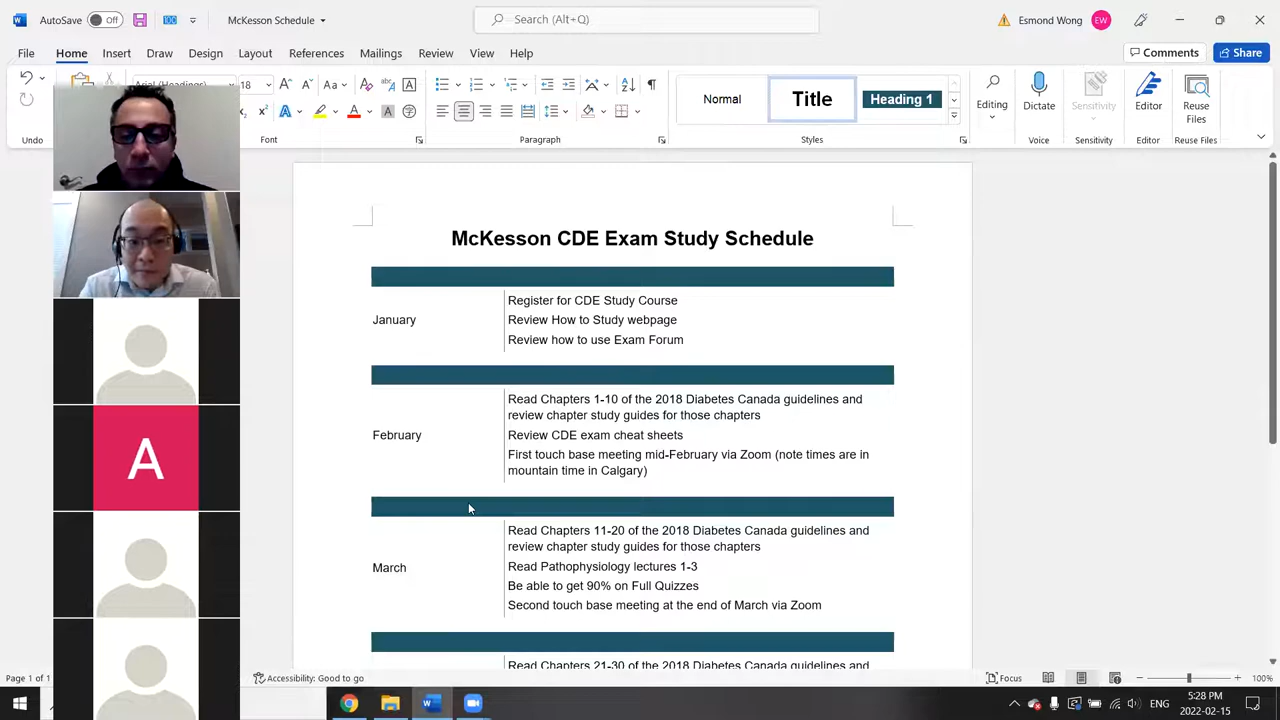 AutoSave
Off
McKesson Schedule
Search (Alt+Q)
Esmond Wong
EW
File
Home
Insert
Draw
Design
Layout
References
Mailings
Review
View
Help
Comments
Share
18
Aa
Normal
Title
Heading 1
Editing
Dictate
Sensitivity
Editor
Reuse
Files
Undo
Font
Paragraph
Styles
Voice
Sensitivity
Editor
Reuse Files
McKesson CDE Exam Study Schedule
January
Register for CDE Study Course
Review How to Study webpage
Review how to use Exam Forum
February
Read Chapters 1-10 of the 2018 Diabetes Canada guidelines and
review chapter study guides for those chapters
Review CDE exam cheat sheets
First touch base meeting mid-February via Zoom (note times are in
mountain time in Calgary)
March
Read Chapters 11-20 of the 2018 Diabetes Canada guidelines and
review chapter study guides for those chapters
Read Pathophysiology lectures 1-3
Be able to get 90% on Full Quizzes
Second touch base meeting at the end of March via Zoom
Read Chapters 21-30 of the 2018 Diabetes Canada guidelines and
A
Page 1 of 1
Accessibility: Good to go
Focus
100%
ENG
5:28 PM
2022-02-15